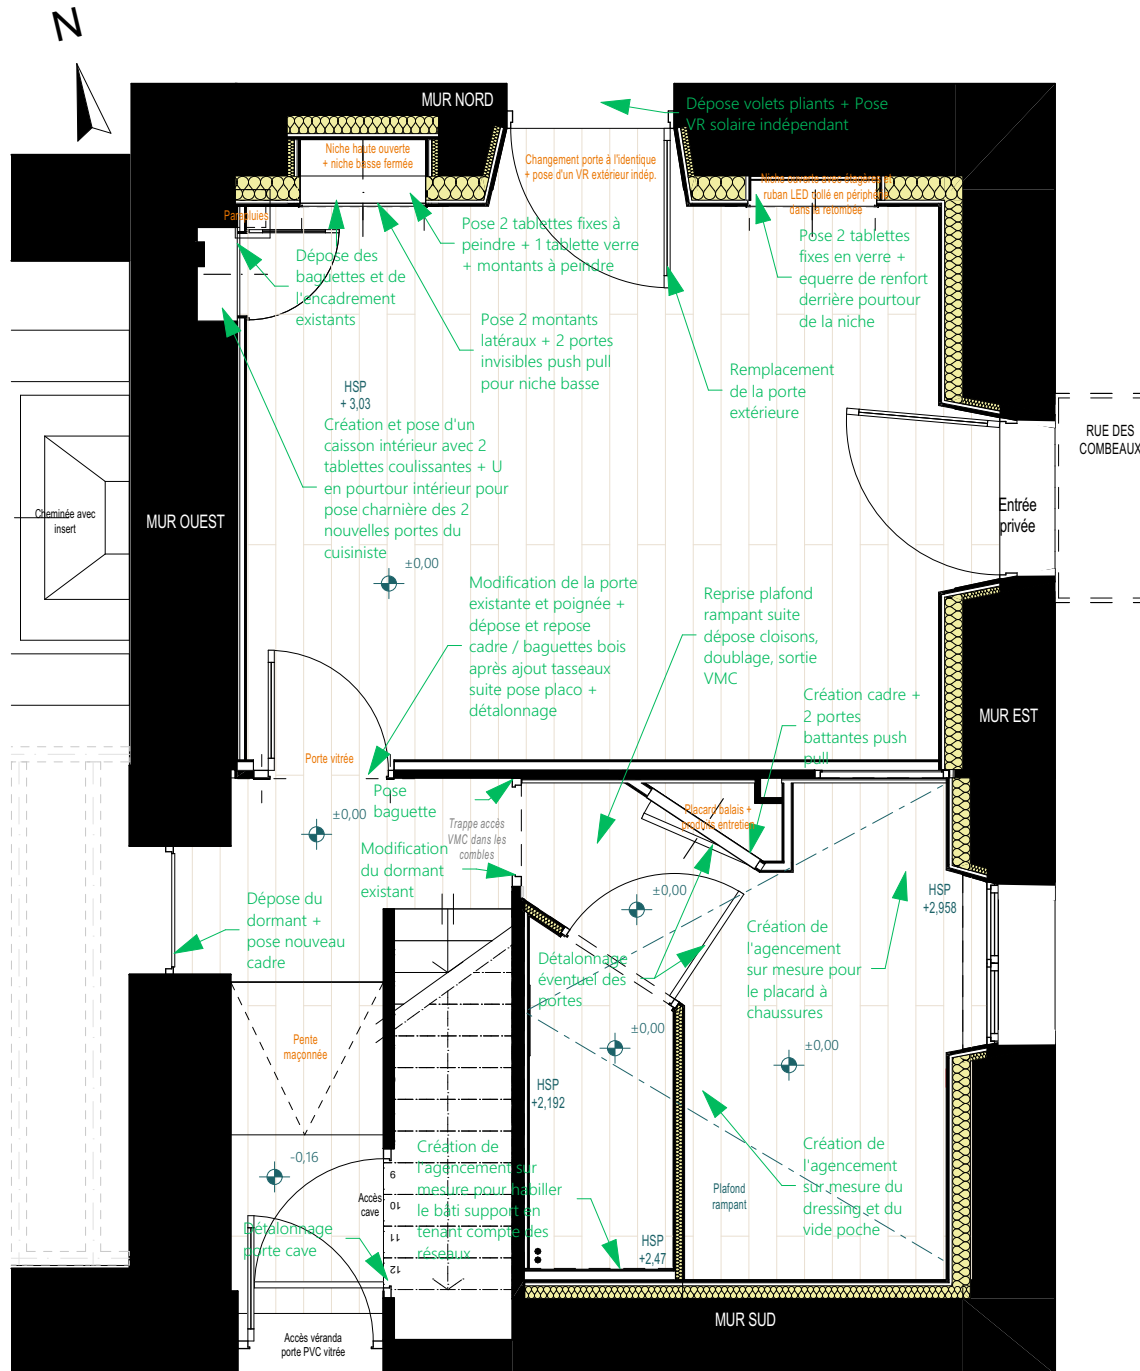 N
MUR NORD
Dépose volets pliants + Pose
VR solaire indépendant
Niche haute ouverte
+ niche basse fermée
Changement porte à l'identique
+ pose d'un VR extérieur indép.
Niche ouverte avec étagères et
ruban LED collé en périphérie
dans la retombée
Parapluies
Pose 2 tablettes fixes à
peindre + 1 tablette verre
+ montants à peindre
Pose 2 tablettes
fixes en verre +
equerre de renfort
derrière pourtour
de la niche
Dépose des
baguettes et de
l'encadrement
existants
Pose 2 montants
latéraux + 2 portes
invisibles push pull
pour niche basse
Remplacement
de la porte
extérieure
HSP
+ 3,03
Création et pose d'un
caisson intérieur avec 2
tablettes coulissantes + U
en pourtour intérieur pour
pose charnière des 2
nouvelles portes du
cuisiniste
RUE DES
COMBEAUX
Cheminée avec
insert
MUR OUEST
Entrée
privée
±0,00
Modification de la porte
existante et poignée +
dépose et repose
cadre / baguettes bois
après ajout tasseaux
suite pose placo +
détalonnage
Reprise plafond
rampant suite
dépose cloisons,
doublage, sortie
VMC
Création cadre +
2 portes
battantes push
pull
MUR EST
Porte vitrée
Pose
baguette
±0,00
Trappe accès
VMC dans les
combles
Placard balais +
produits entretien
Modification
du dormant
existant
±0,00
HSP
+2,958
Dépose du
dormant +
pose nouveau
cadre
Détalonnage
éventuel des
portes
Création de
l'agencement
sur mesure pour
le placard à
chaussures
Pente
maçonnée
±0,00
±0,00
HSP
+2,192
-0,16
Création de
l'agencement sur
mesure pour habiller
le bâti support en
tenant compte des
réseaux
Création de
l'agencement
sur mesure du
dressing et du
vide poche
Plafond
rampant
9
10
11
12
Accès
cave
Détalonnage
porte cave
HSP
+2,47
MUR SUD
Accès véranda
porte PVC vitrée